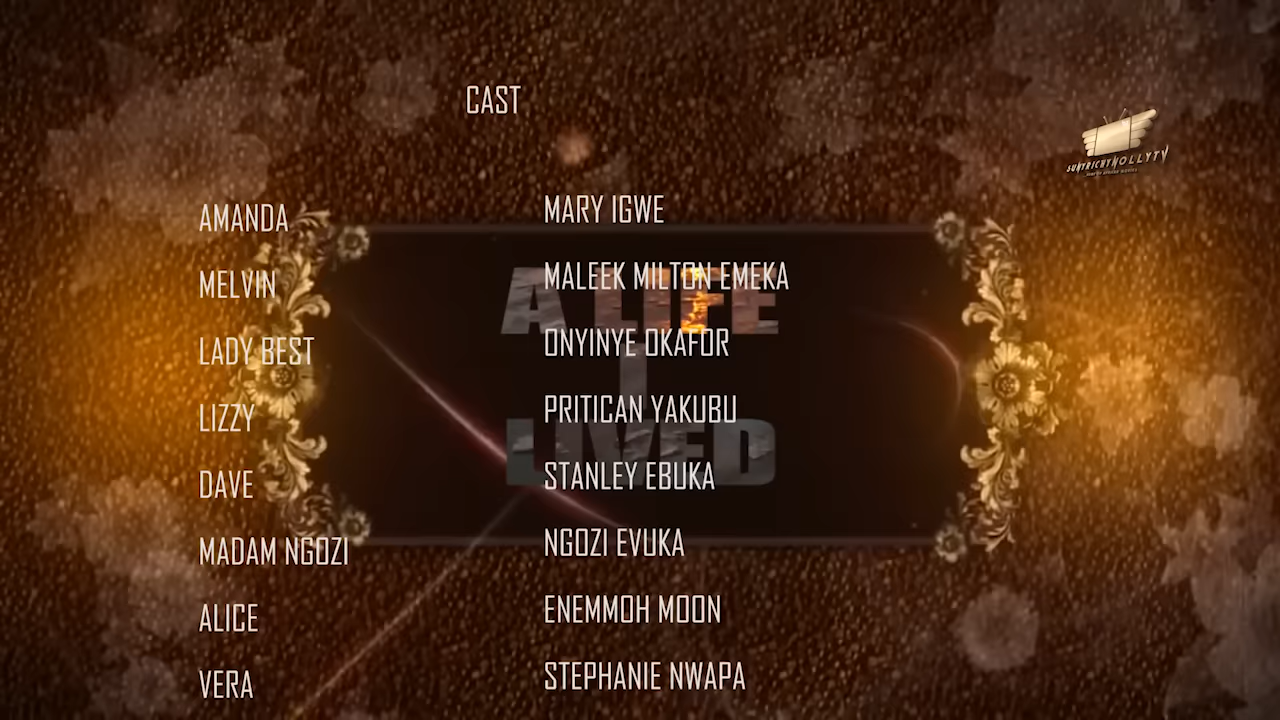 CAST
SUNTRICHYNOLLYTV
AMANDA MARY IGWE
MELVIN MALEEK MILTON EMEKA
A LIFE
LADY BEST ONYINYE OKAFOR
I
LIZZY PRITICAN YAKUBU
LIVED
DAVE STANLEY EBUKA
MADAM NGOZI NGOZI EVUKA
ALICE ENEMMOH MOON
VERA STEPHANIE NWAPA